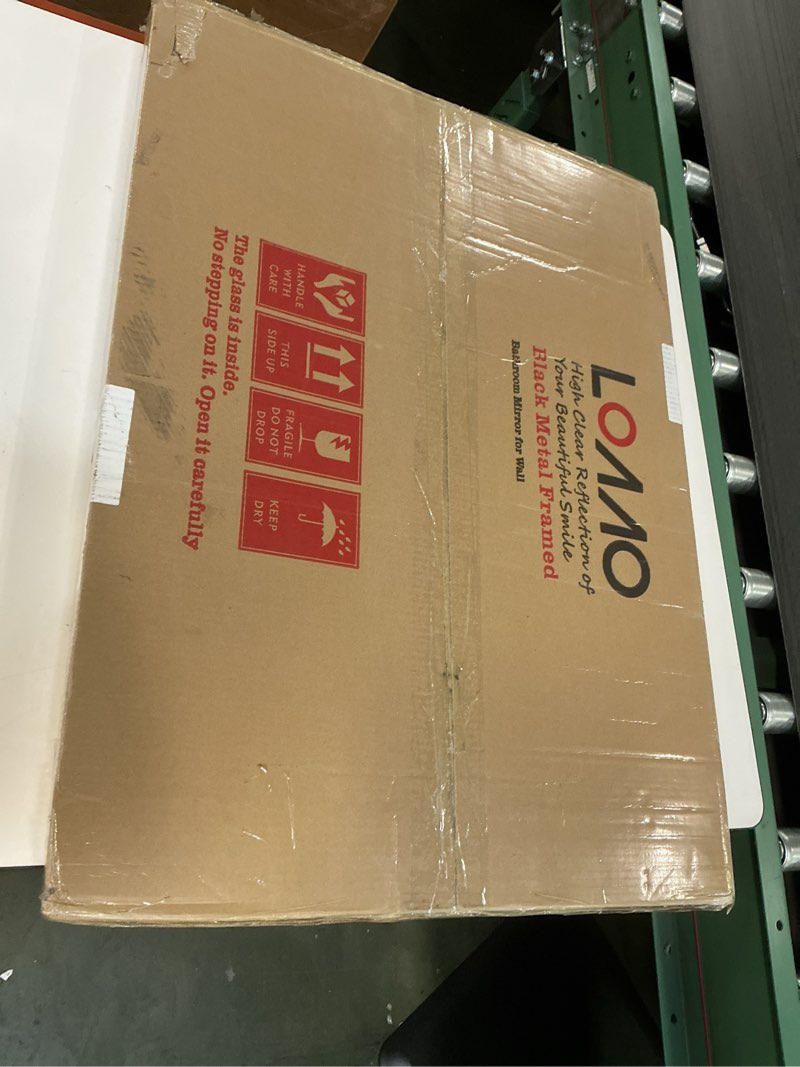 LOΛΛO
High Clear Reflection of
Your Beautiful Smile
Black Metal Framed
Bathroom Mirror for Wall
HANDLE
WITH
CARE
THIS
SIDE UP
FRAGILE
DO NOT
DROP
KEEP
DRY
The glass is inside.
No stepping on it. Open it carefully